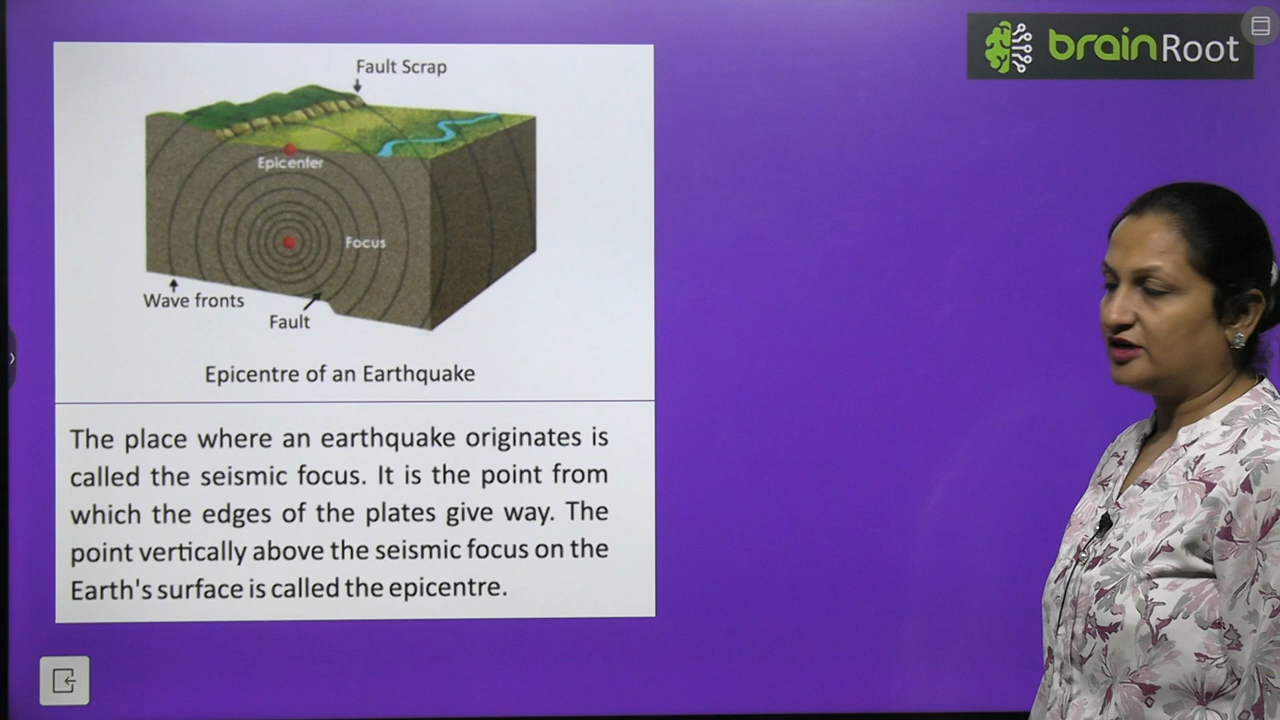 brainRoot
Fault Scrap
Epicenter
Focus
Wave fronts
Fault
Epicentre of an Earthquake
The place where an earthquake originates is
called the seismic focus. It is the point from
which the edges of the plates give way. The
point vertically above the seismic focus on the
Earth's surface is called the epicentre.